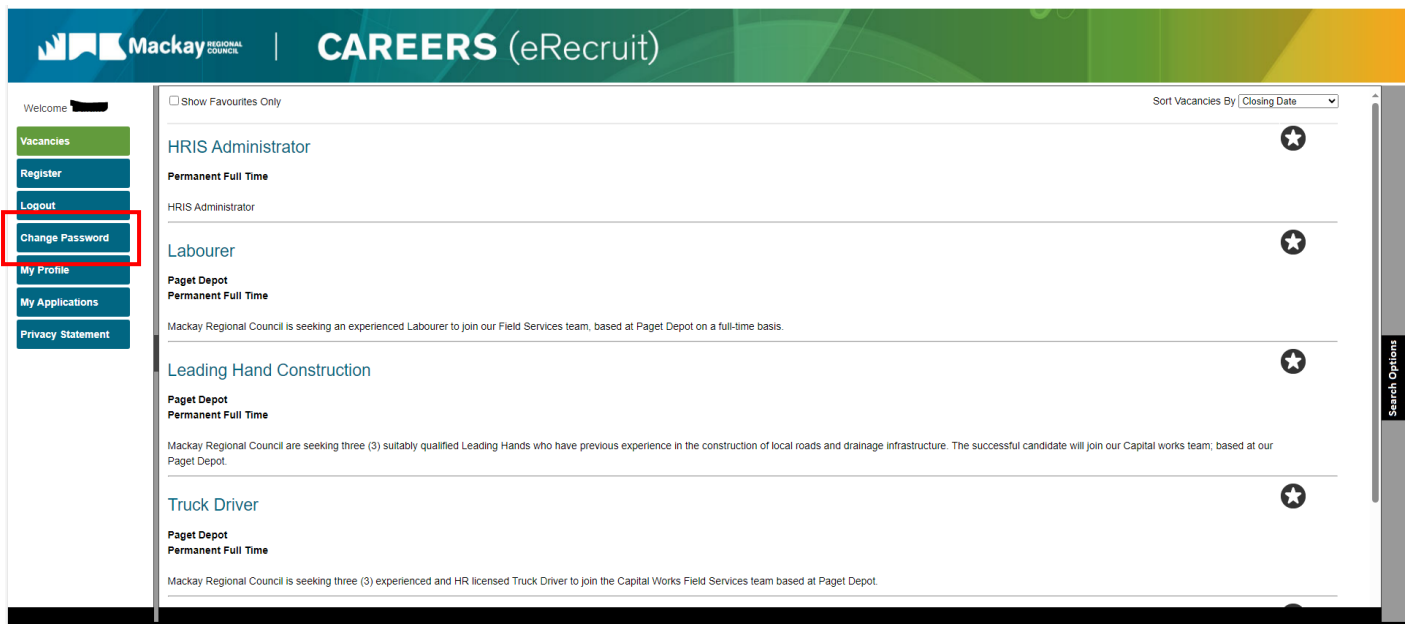 Mackay REGIONAL COUNCIL | CAREERS (eRecruit)
Welcome
Vacancies
Register
Logout
Change Password
My Profile
My Applications
Privacy Statement
Show Favourites Only
Sort Vacancies By Closing Date
HRIS Administrator
Permanent Full Time
HRIS Administrator
Labourer
Paget Depot
Permanent Full Time
Mackay Regional Council is seeking an experienced Labourer to join our Field Services team, based at Paget Depot on a full-time basis.
Leading Hand Construction
Paget Depot
Permanent Full Time
Mackay Regional Council are seeking three (3) suitably qualified Leading Hands who have previous experience in the construction of local roads and drainage infrastructure. The successful candidate will join our Capital works team; based at our
Paget Depot.
Truck Driver
Paget Depot
Permanent Full Time
Mackay Regional Council is seeking three (3) experienced and HR licensed Truck Driver to join the Capital Works Field Services team based at Paget Depot.
Search Options